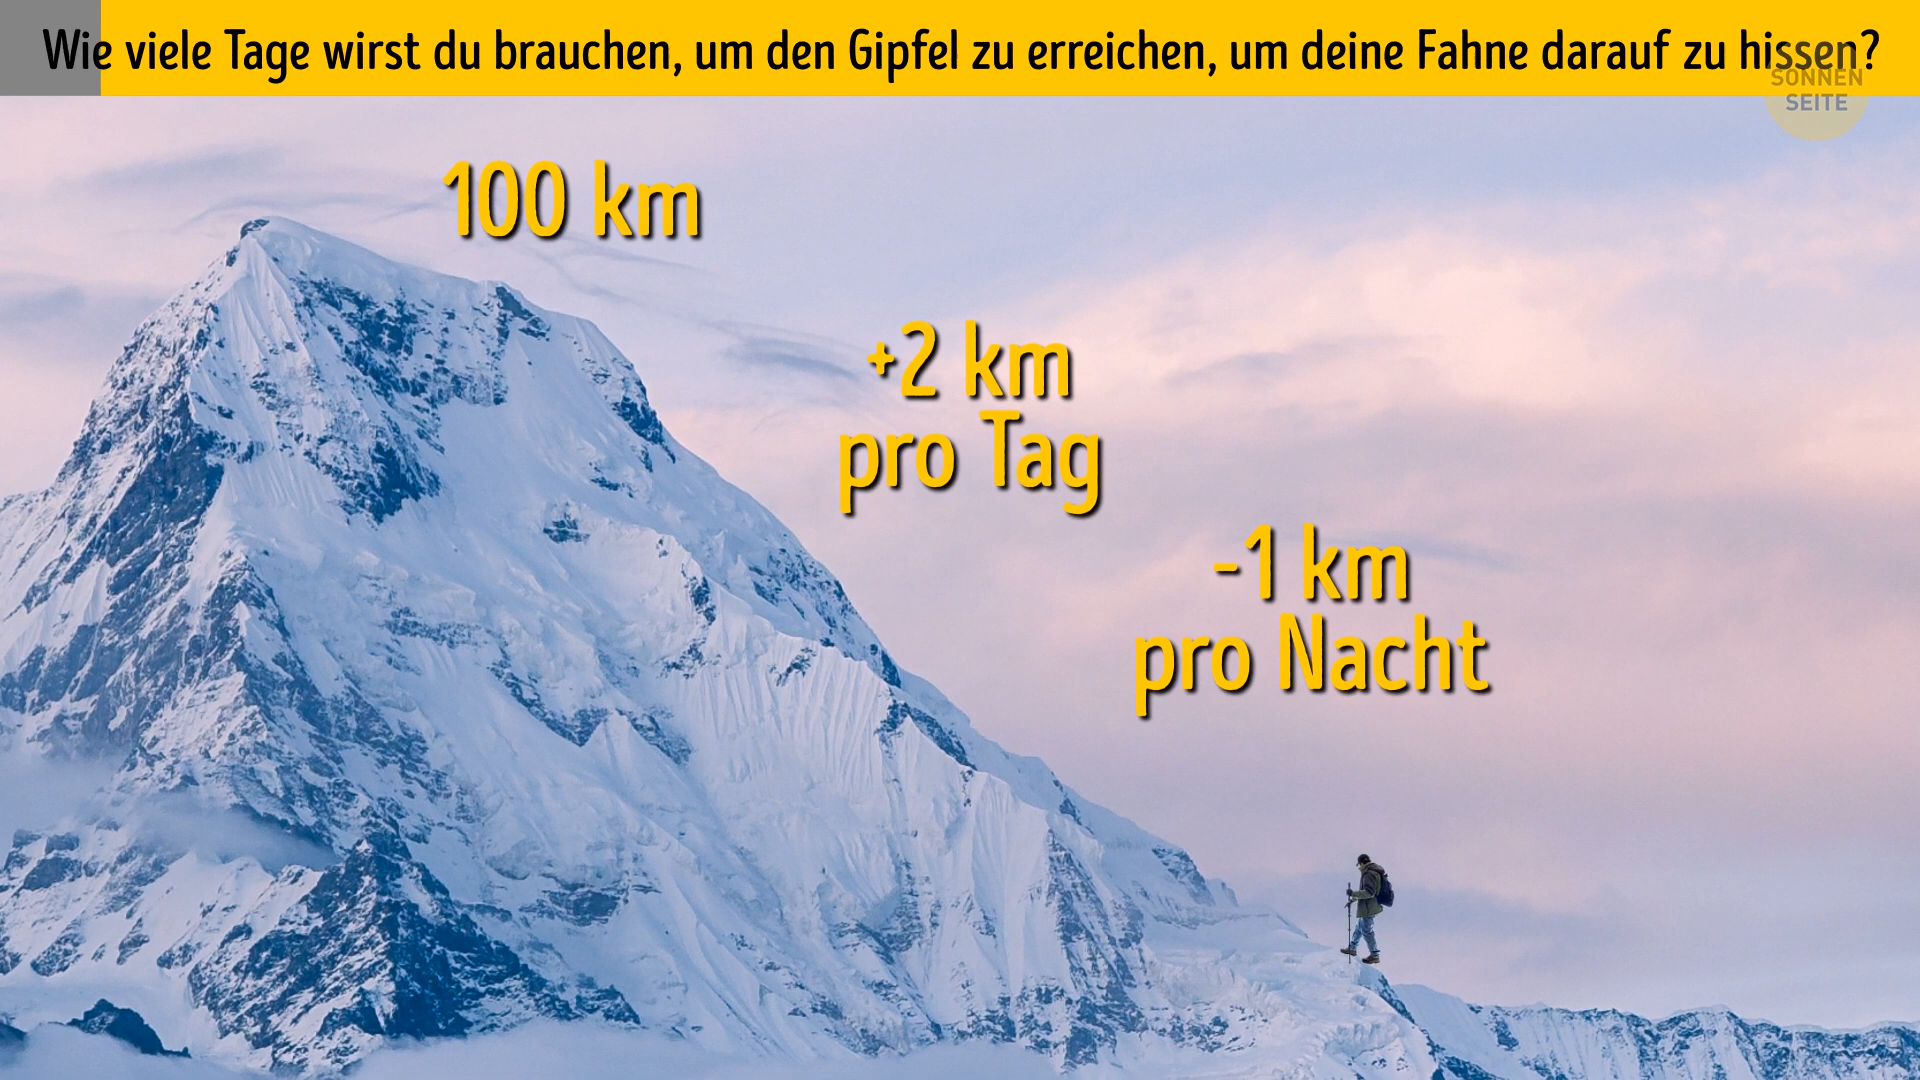 Wie viele Tage wirst du brauchen, um den Gipfel zu erreichen, um deine Fahne darauf zu hissen?
SONNEN
SEITE
100 km
+2 km
pro Tag
-1 km
pro Nacht